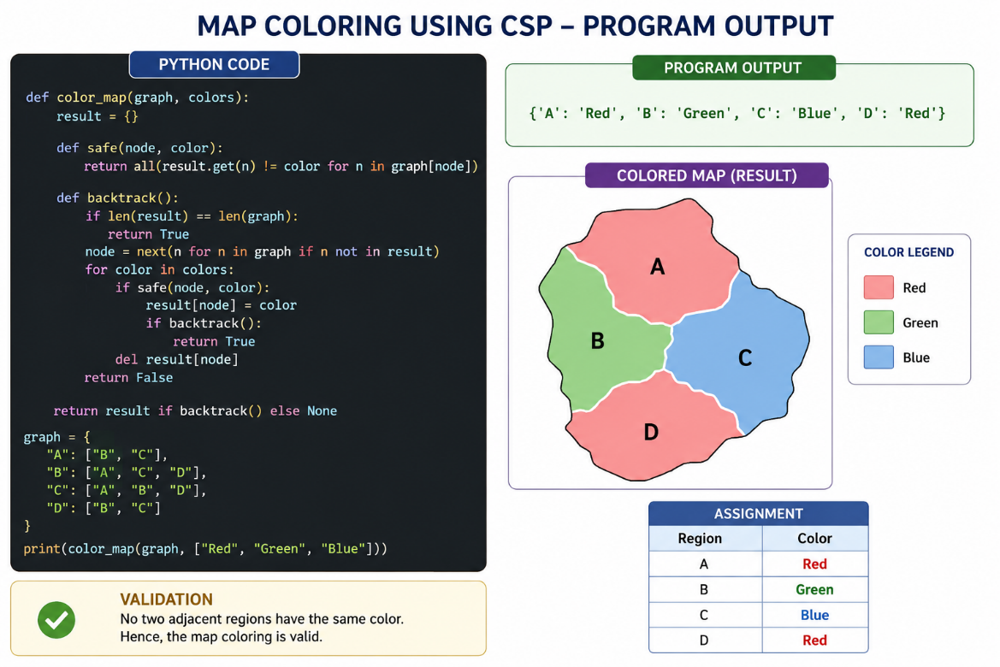 MAP COLORING USING CSP – PROGRAM OUTPUT
PYTHON CODE
def color_map(graph, colors):
    result = {}
    def safe(node, color):
        return all(result.get(n) != color for n in graph[node])
    def backtrack():
        if len(result) == len(graph):
            return True
        node = next(n for n in graph if n not in result)
        for color in colors:
            if safe(node, color):
                result[node] = color
                if backtrack():
                    return True
            del result[node]
        return False
    return result if backtrack() else None
graph = {
    "A": ["B", "C"],
    "B": ["A", "C", "D"],
    "C": ["A", "B", "D"],
    "D": ["B", "C"]
}
print(color_map(graph, ["Red", "Green", "Blue"]))
VALIDATION
No two adjacent regions have the same color.
Hence, the map coloring is valid.
PROGRAM OUTPUT
{'A': 'Red', 'B': 'Green', 'C': 'Blue', 'D': 'Red'}
COLORED MAP (RESULT)
A
B
C
D
COLOR LEGEND
Red
Green
Blue
ASSIGNMENT
Region Color
A Red
B Green
C Blue
D Red